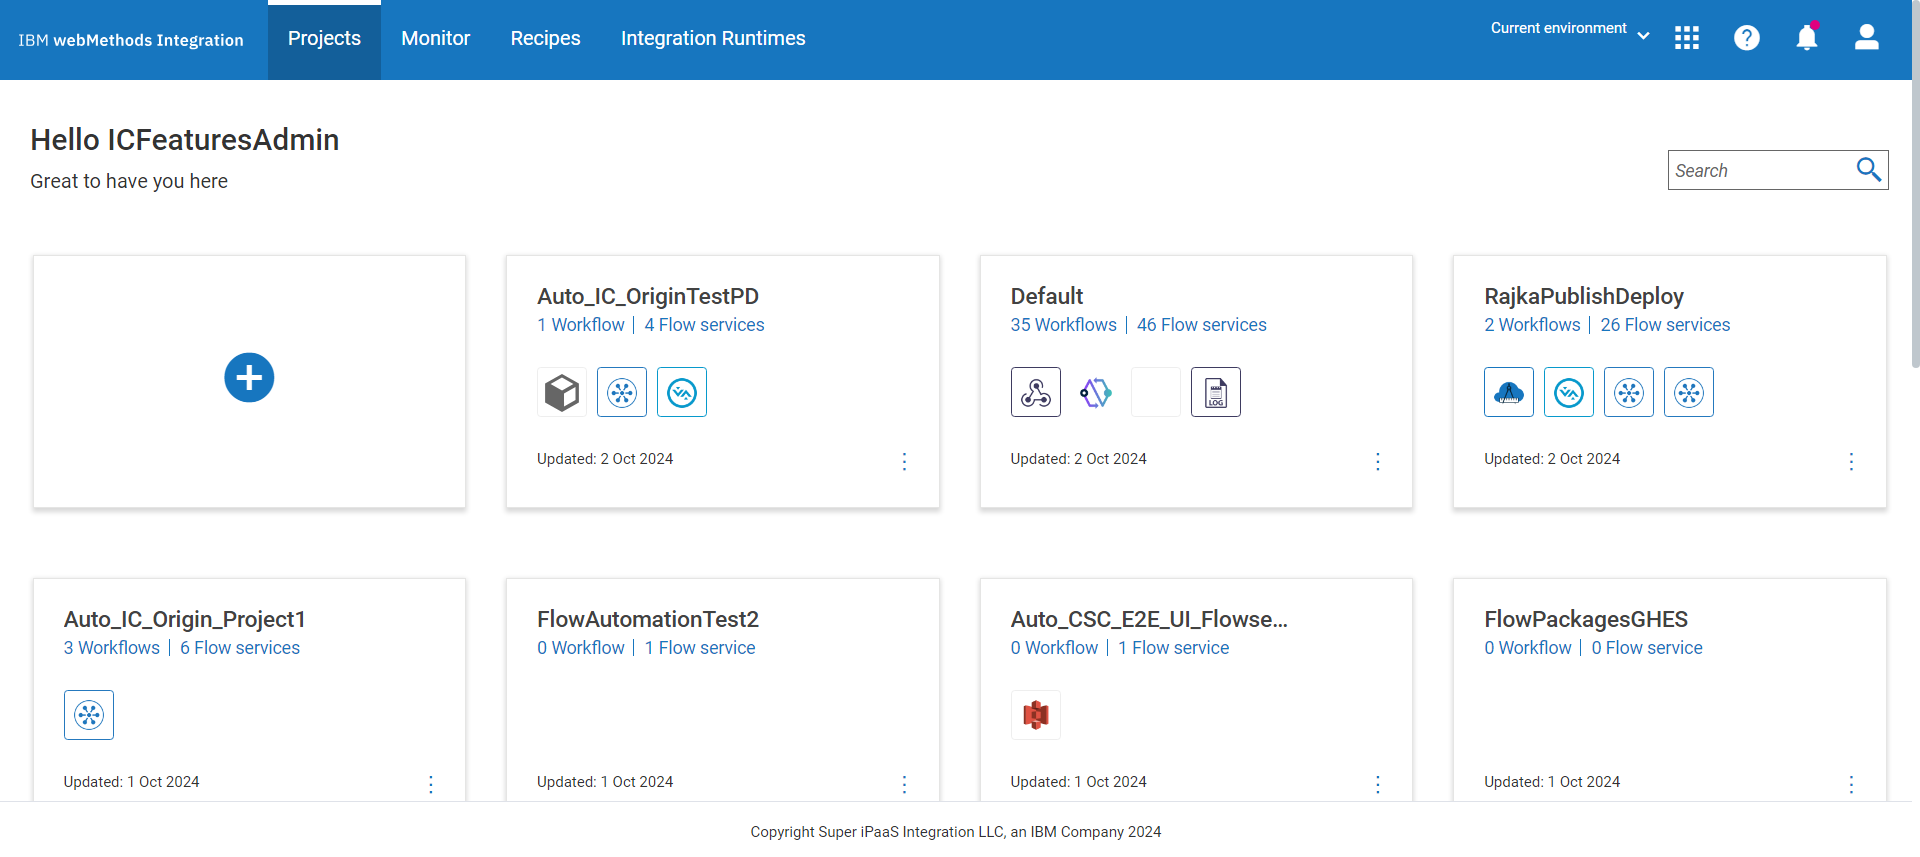 IBM webMethods Integration
Projects
Monitor
Recipes
Integration Runtimes
Current environment
?
Hello ICFeaturesAdmin
Great to have you here
Search
Auto_IC_OriginTestPD
1 Workflow | 4 Flow services
Updated: 2 Oct 2024
Default
35 Workflows | 46 Flow services
LOG
Updated: 2 Oct 2024
RajkaPublishDeploy
2 Workflows | 26 Flow services
Updated: 2 Oct 2024
Auto_IC_Origin_Project1
3 Workflows | 6 Flow services
Updated: 1 Oct 2024
FlowAutomationTest2
0 Workflow | 1 Flow service
Updated: 1 Oct 2024
Auto_CSC_E2E_UI_Flowse...
0 Workflow | 1 Flow service
Updated: 1 Oct 2024
FlowPackagesGHES
0 Workflow | 0 Flow service
Updated: 1 Oct 2024
Copyright Super iPaaS Integration LLC, an IBM Company 2024